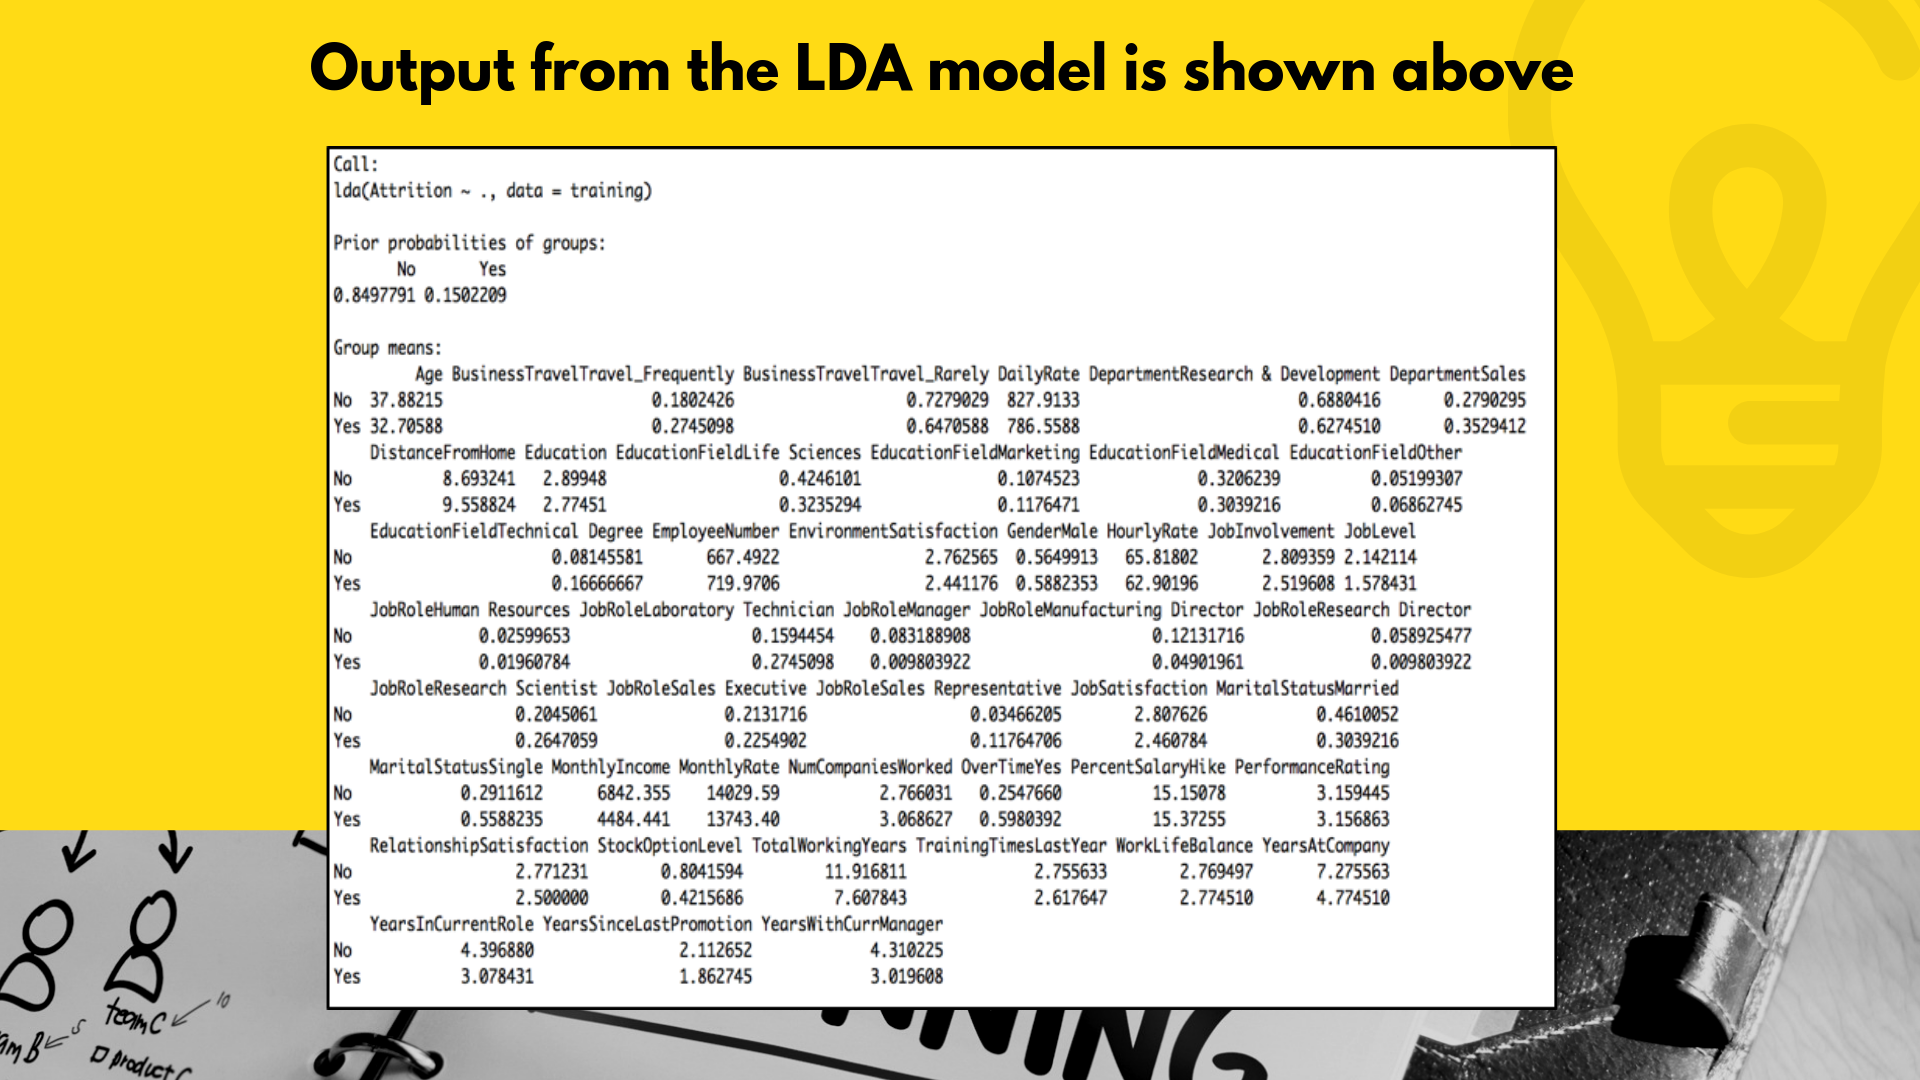 Output from the LDA model is shown above
Call:
lda(Attrition ~ ., data = training)
Prior probabilities of groups:
No Yes
0.8497791 0.1502209
Group means:
Age BusinessTravelTravel_Frequently BusinessTravelTravel_Rarely DailyRate DepartmentResearch & Development DepartmentSales
No 37.88215 0.1802426 0.7279029 827.9133 0.6880416 0.2790295
Yes 32.70588 0.2745098 0.6470588 786.5588 0.6274510 0.3529412
DistanceFromHome Education EducationFieldLife Sciences EducationFieldMarketing EducationFieldMedical EducationFieldOther
No 8.693241 2.89948 0.4246101 0.1074523 0.3206239 0.05199307
Yes 9.558824 2.77451 0.3235294 0.1176471 0.3039216 0.06862745
EducationFieldTechnical Degree EmployeeNumber EnvironmentSatisfaction GenderMale HourlyRate JobInvolvement JobLevel
No 0.08145581 667.4922 2.762565 0.5649913 65.81802 2.809359 2.142114
Yes 0.16666667 719.9706 2.441176 0.5882353 62.90196 2.519608 1.578431
JobRoleHuman Resources JobRoleLaboratory Technician JobRoleManager JobRoleManufacturing Director JobRoleResearch Director
No 0.02599653 0.1594454 0.083188908 0.12131716 0.058925477
Yes 0.01960784 0.2745098 0.009803922 0.04901961 0.009803922
JobRoleResearch Scientist JobRoleSales Executive JobRoleSales Representative JobSatisfaction MaritalStatusMarried
No 0.2045061 0.2131716 0.03466205 2.807626 0.4610052
Yes 0.2647059 0.2254902 0.11764706 2.460784 0.3039216
MaritalStatusSingle MonthlyIncome MonthlyRate NumCompaniesWorked OverTimeYes PercentSalaryHike PerformanceRating
No 0.2911612 6842.355 14029.59 2.766031 0.2547660 15.15078 3.159445
Yes 0.5588235 4484.441 13743.40 3.068627 0.5980392 15.37255 3.156863
RelationshipSatisfaction StockOptionLevel TotalWorkingYears TrainingTimesLastYear WorkLifeBalance YearsAtCompany
No 2.771231 0.8041594 11.916811 2.755633 2.769497 7.275563
Yes 2.500000 0.4215686 7.607843 2.617647 2.774510 4.774510
YearsInCurrentRole YearsSinceLastPromotion YearsWithCurrManager
No 4.396880 2.112652 4.310225
Yes 3.078431 1.862745 3.019608
team C 10
am B 5
product
NNING